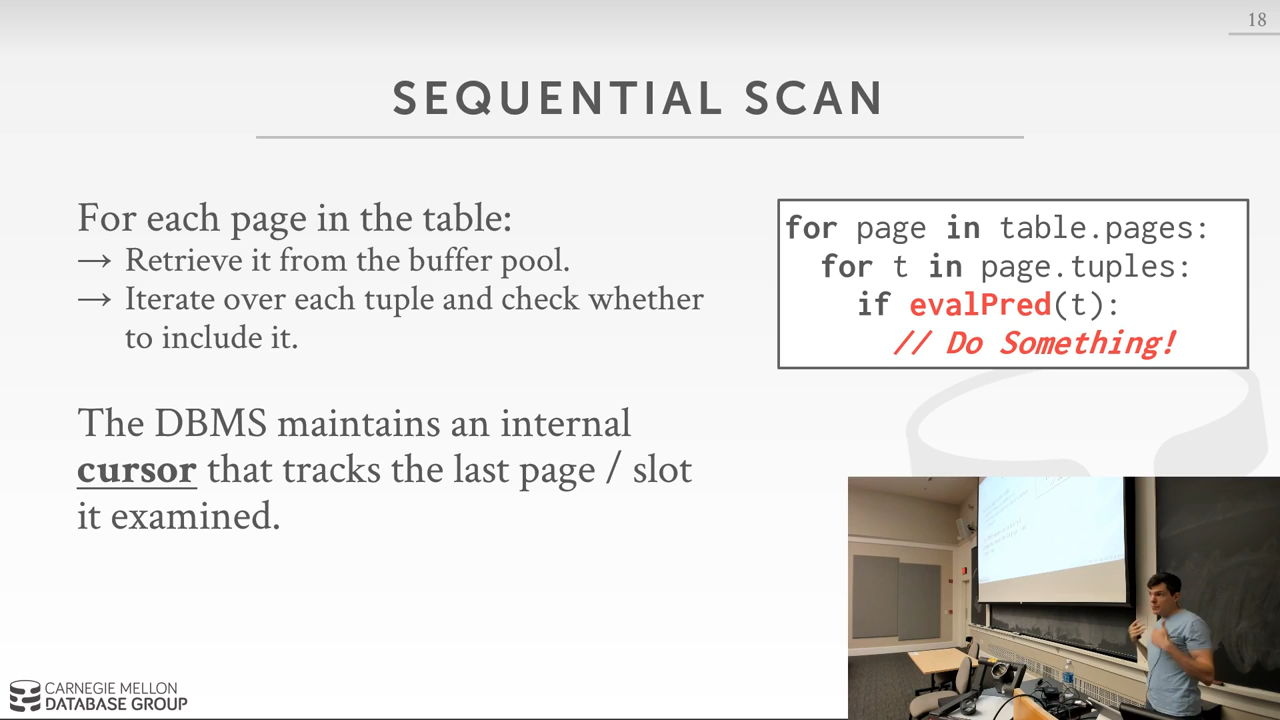 18
SEQUENTIAL SCAN
For each page in the table:
→ Retrieve it from the buffer pool.
→ Iterate over each tuple and check whether
to include it.
The DBMS maintains an internal
cursor that tracks the last page / slot
it examined.
for page in table.pages:
for t in page.tuples:
if evalPred(t):
// Do Something!
CARNEGIE MELLON
DATABASE GROUP